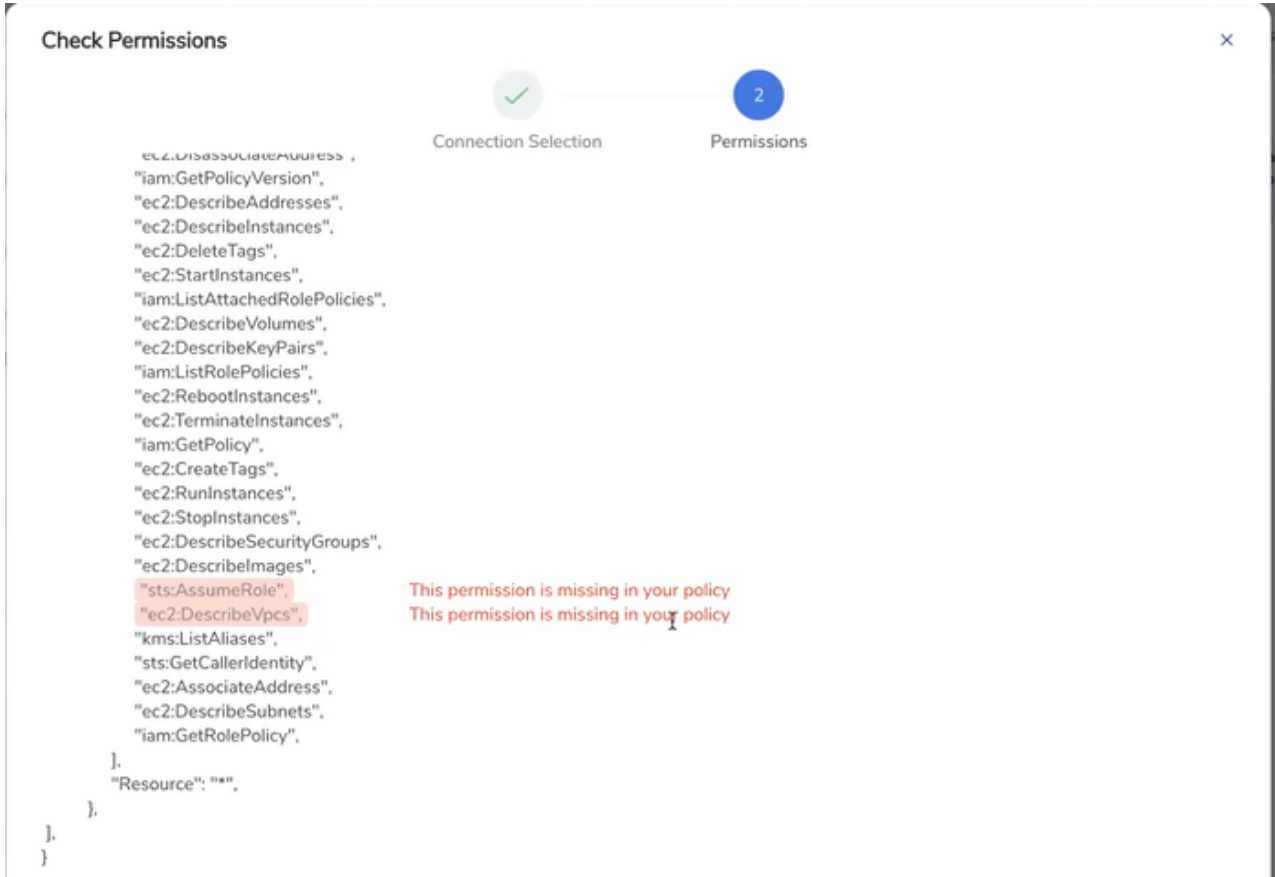 Check Permissions
×
2
Connection Selection
Permissions
"ec2:DisassociateAddress",
"iam:GetPolicyVersion",
"ec2:DescribeAddresses",
"ec2:DescribeInstances",
"ec2:DeleteTags",
"ec2:StartInstances",
"iam:ListAttachedRolePolicies",
"ec2:DescribeVolumes",
"ec2:DescribeKeyPairs",
"iam:ListRolePolicies",
"ec2:RebootInstances",
"ec2:TerminateInstances",
"iam:GetPolicy",
"ec2:CreateTags",
"ec2:RunInstances",
"ec2:StopInstances",
"ec2:DescribeSecurityGroups",
"ec2:DescribeImages",
"sts:AssumeRole", This permission is missing in your policy
"ec2:DescribeVpcs", This permission is missing in your policy
"kms:ListAliases",
"sts:GetCallerIdentity",
"ec2:AssociateAddress",
"ec2:DescribeSubnets",
"iam:GetRolePolicy",
],
"Resource": "*",
},
],
}